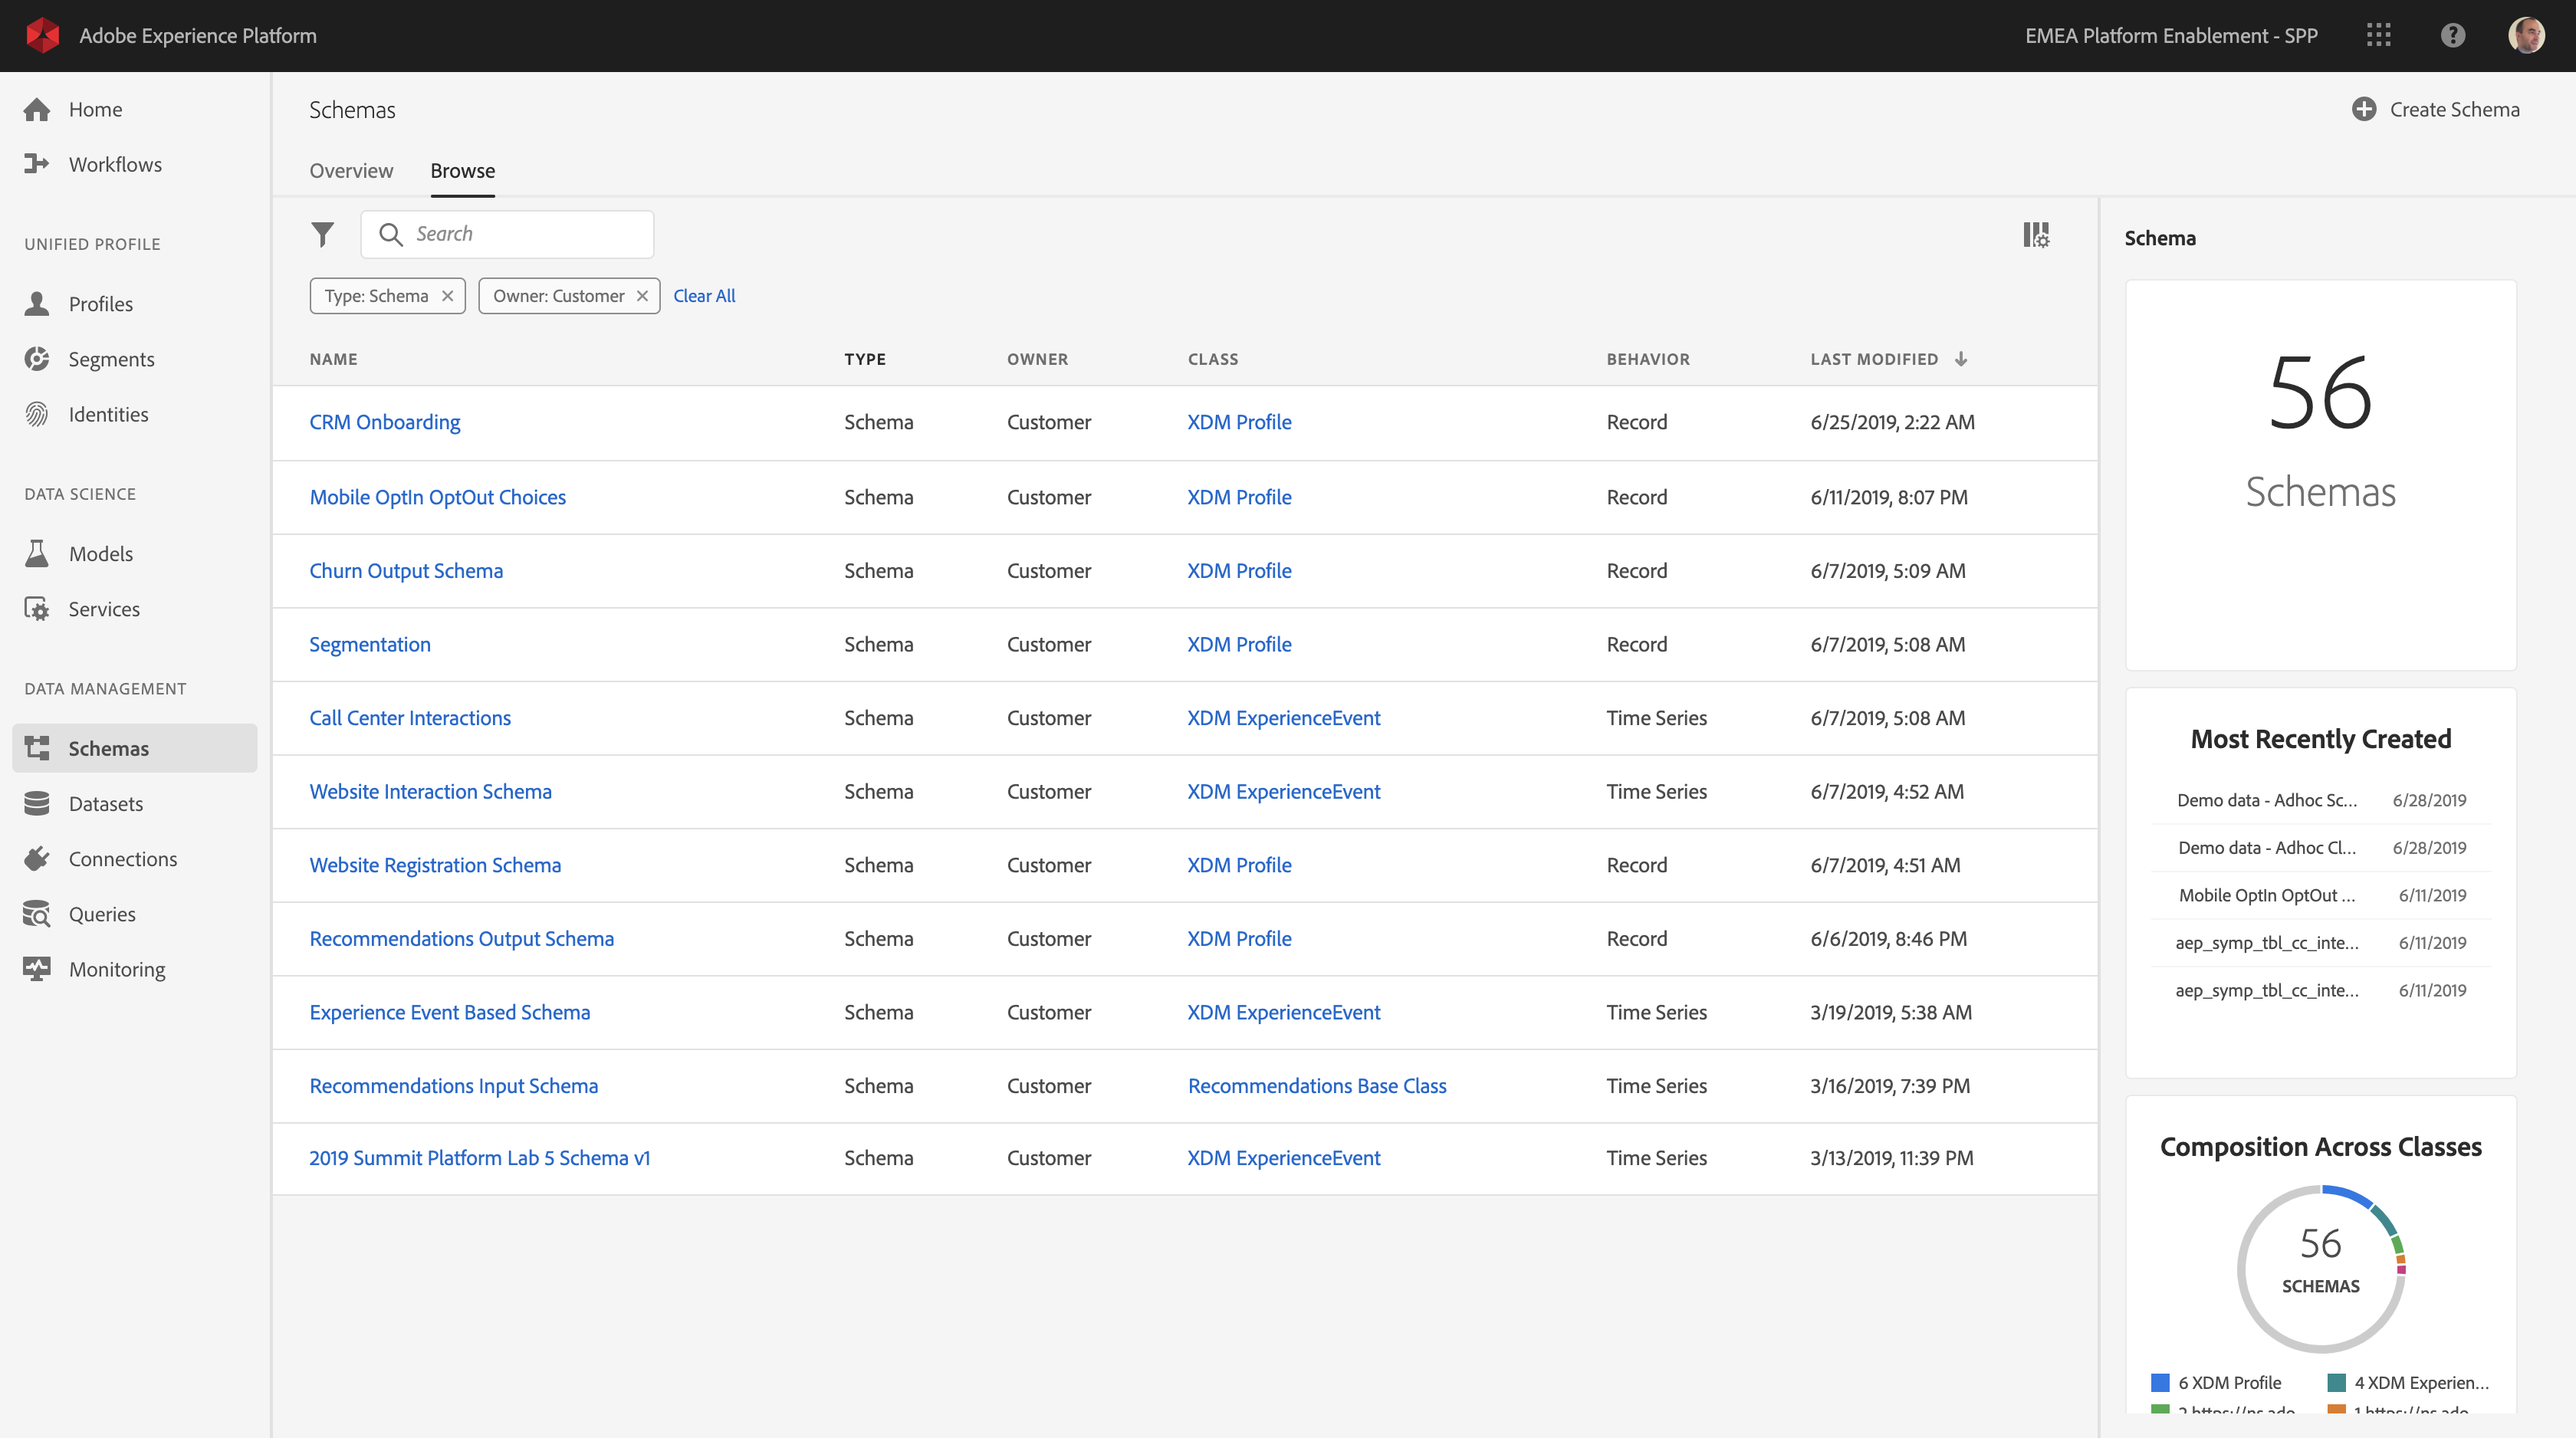 Adobe Experience Platform
EMEA Platform Enablement - SPP
Home
Workflows
UNIFIED PROFILE
Profiles
Segments
Identities
DATA SCIENCE
Models
Services
DATA MANAGEMENT
Schemas
Datasets
Connections
Queries
Monitoring
Schemas
Create Schema
Overview Browse
Search
Type: Schema Owner: Customer Clear All
NAME TYPE OWNER CLASS BEHAVIOR LAST MODIFIED
CRM Onboarding Schema Customer XDM Profile Record 6/25/2019, 2:22 AM
Mobile OptIn OptOut Choices Schema Customer XDM Profile Record 6/11/2019, 8:07 PM
Churn Output Schema Schema Customer XDM Profile Record 6/7/2019, 5:09 AM
Segmentation Schema Customer XDM Profile Record 6/7/2019, 5:08 AM
Call Center Interactions Schema Customer XDM ExperienceEvent Time Series 6/7/2019, 5:08 AM
Website Interaction Schema Schema Customer XDM ExperienceEvent Time Series 6/7/2019, 4:52 AM
Website Registration Schema Schema Customer XDM Profile Record 6/7/2019, 4:51 AM
Recommendations Output Schema Schema Customer XDM Profile Record 6/6/2019, 8:46 PM
Experience Event Based Schema Schema Customer XDM ExperienceEvent Time Series 3/19/2019, 5:38 AM
Recommendations Input Schema Schema Customer Recommendations Base Class Time Series 3/16/2019, 7:39 PM
2019 Summit Platform Lab 5 Schema v1 Schema Customer XDM ExperienceEvent Time Series 3/13/2019, 11:39 PM
Schema
56
Schemas
Most Recently Created
Demo data - Adhoc Sc... 6/28/2019
Demo data - Adhoc Cl... 6/28/2019
Mobile OptIn OptOut ... 6/11/2019
aep_symp_tbl_cc_inte... 6/11/2019
aep_symp_tbl_cc_inte... 6/11/2019
Composition Across Classes
56
SCHEMAS
6 XDM Profile 4 XDM Experien...